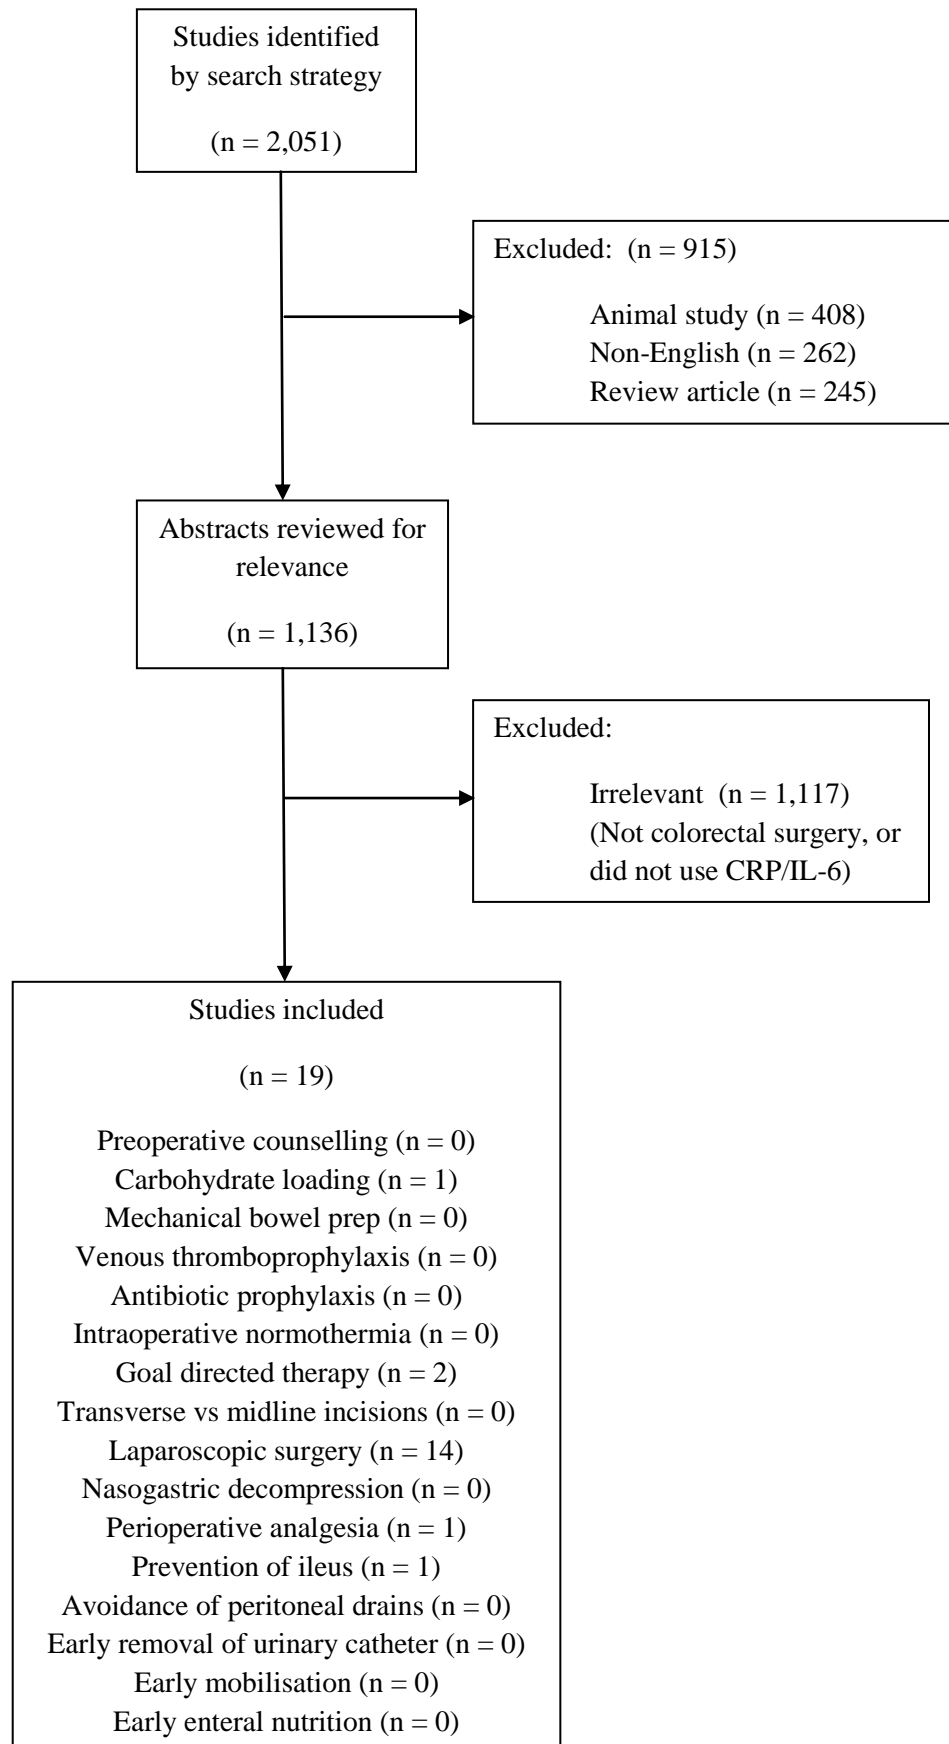 Studies identified
by search strategy
(n = 2,051)
Excluded:  (n = 915)
Animal study (n = 408)
Non-English (n = 262)
Review article (n = 245)
Abstracts reviewed for
relevance
(n = 1,136)
Excluded:
Irrelevant  (n = 1,117)
(Not colorectal surgery, or
did not use CRP/IL-6)
Studies included
(n = 19)
Preoperative counselling (n = 0)
Carbohydrate loading (n = 1)
Mechanical bowel prep (n = 0)
Venous thromboprophylaxis (n = 0)
Antibiotic prophylaxis (n = 0)
Intraoperative normothermia (n = 0)
Goal directed therapy (n = 2)
Transverse vs midline incisions (n = 0)
Laparoscopic surgery (n = 14)
Nasogastric decompression (n = 0)
Perioperative analgesia (n = 1)
Prevention of ileus (n = 1)
Avoidance of peritoneal drains (n = 0)
Early removal of urinary catheter (n = 0)
Early mobilisation (n = 0)
Early enteral nutrition (n = 0)